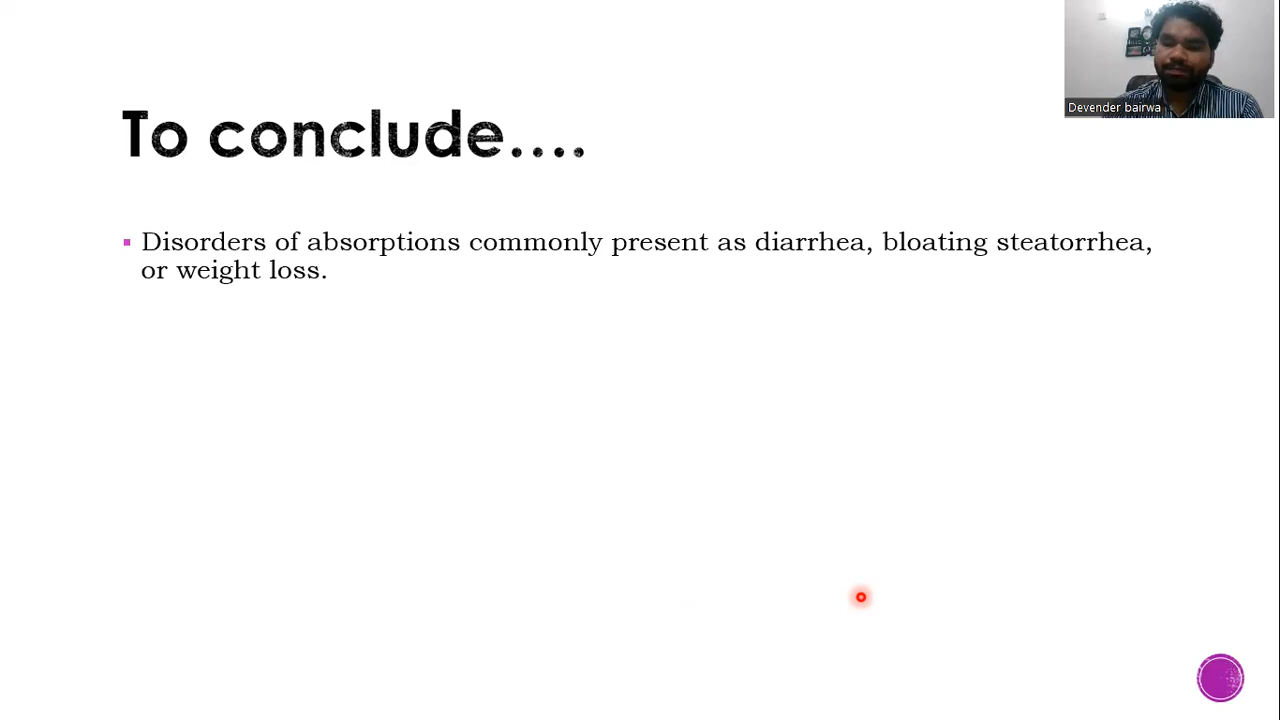 Devender bairwa
To conclude….
Disorders of absorptions commonly present as diarrhea, bloating steatorrhea,
or weight loss.